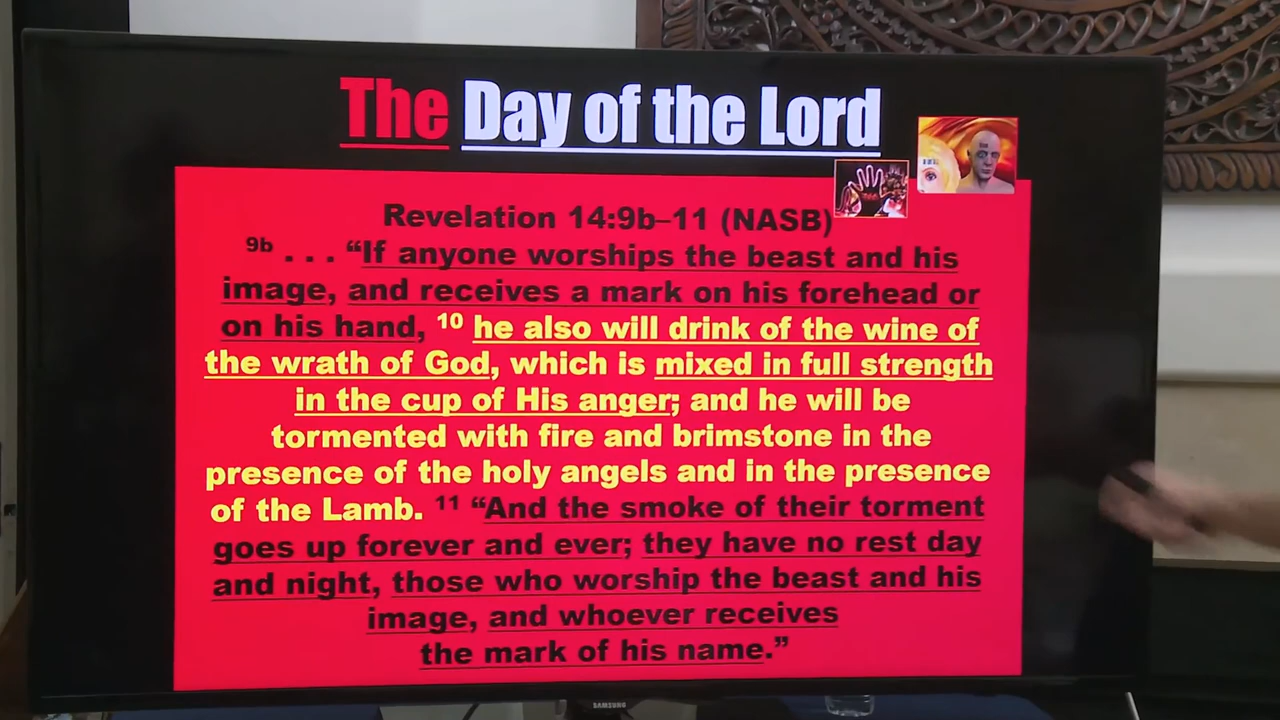 The Day of the Lord
Revelation 14:9b–11 (NASB)
9b . . . “If anyone worships the beast and his
image, and receives a mark on his forehead or
on his hand, 10 he also will drink of the wine of
the wrath of God, which is mixed in full strength
in the cup of His anger; and he will be
tormented with fire and brimstone in the
presence of the holy angels and in the presence
of the Lamb. 11 “And the smoke of their torment
goes up forever and ever; they have no rest day
and night, those who worship the beast and his
image, and whoever receives
the mark of his name.”
SAMSUNG